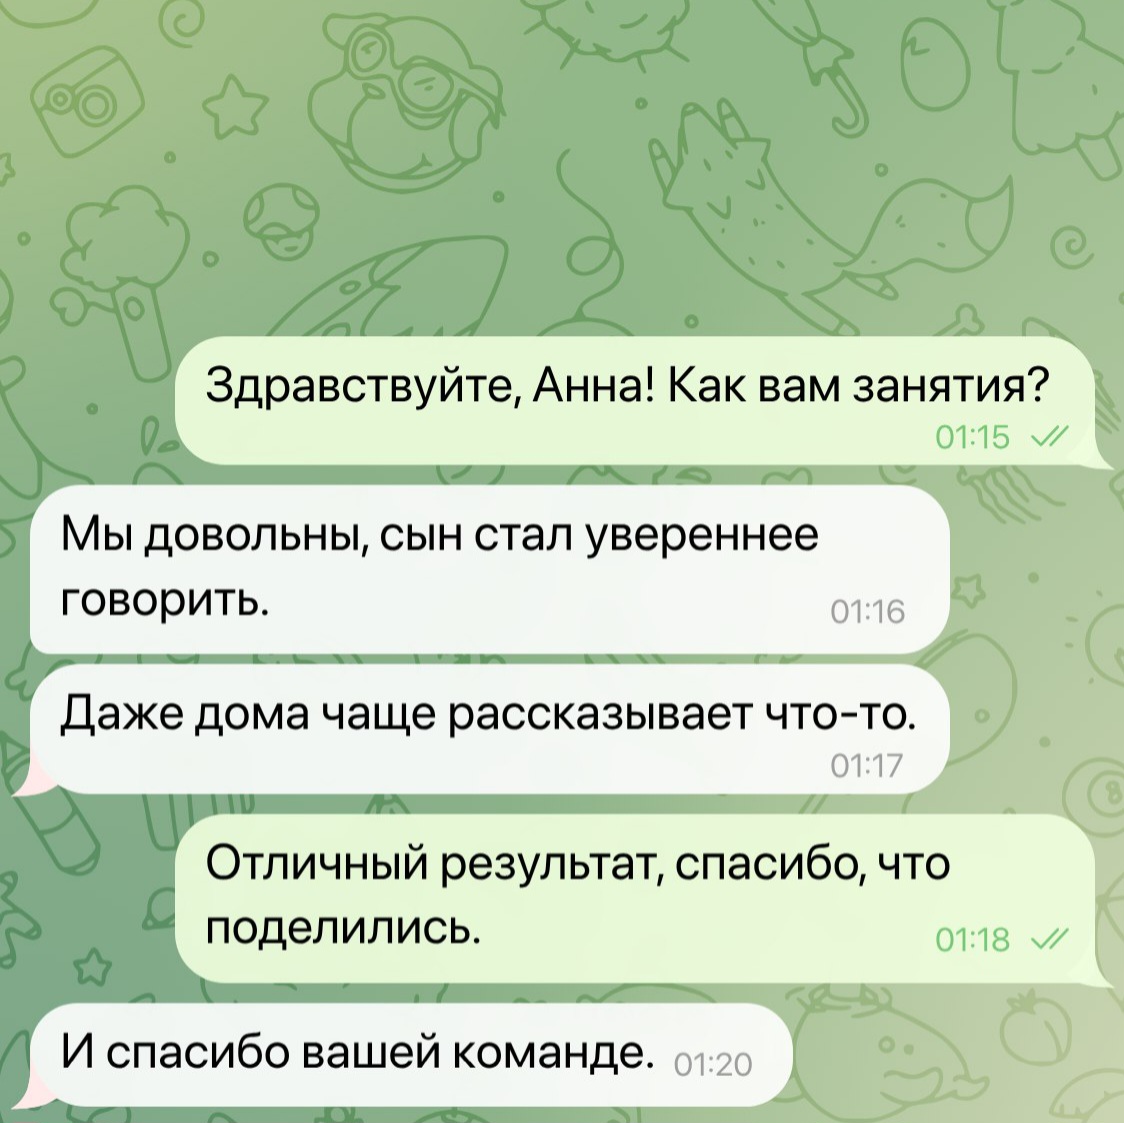 Здравствуйте, Анна! Как вам занятия?
01:15
Мы довольны, сын стал увереннее
говорить.
01:16
Даже дома чаще рассказывает что-то.
01:17
Отличный результат, спасибо, что
поделились.
01:18
И спасибо вашей команде.
01:20